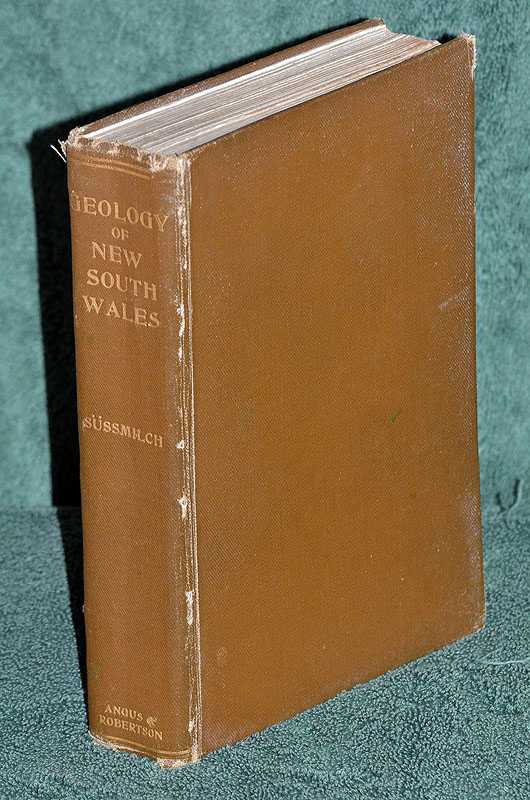 GEOLOGY
OF
NEW
SOUTH
WALES
SÜSSMILCH
ANGUS &
ROBERTSON